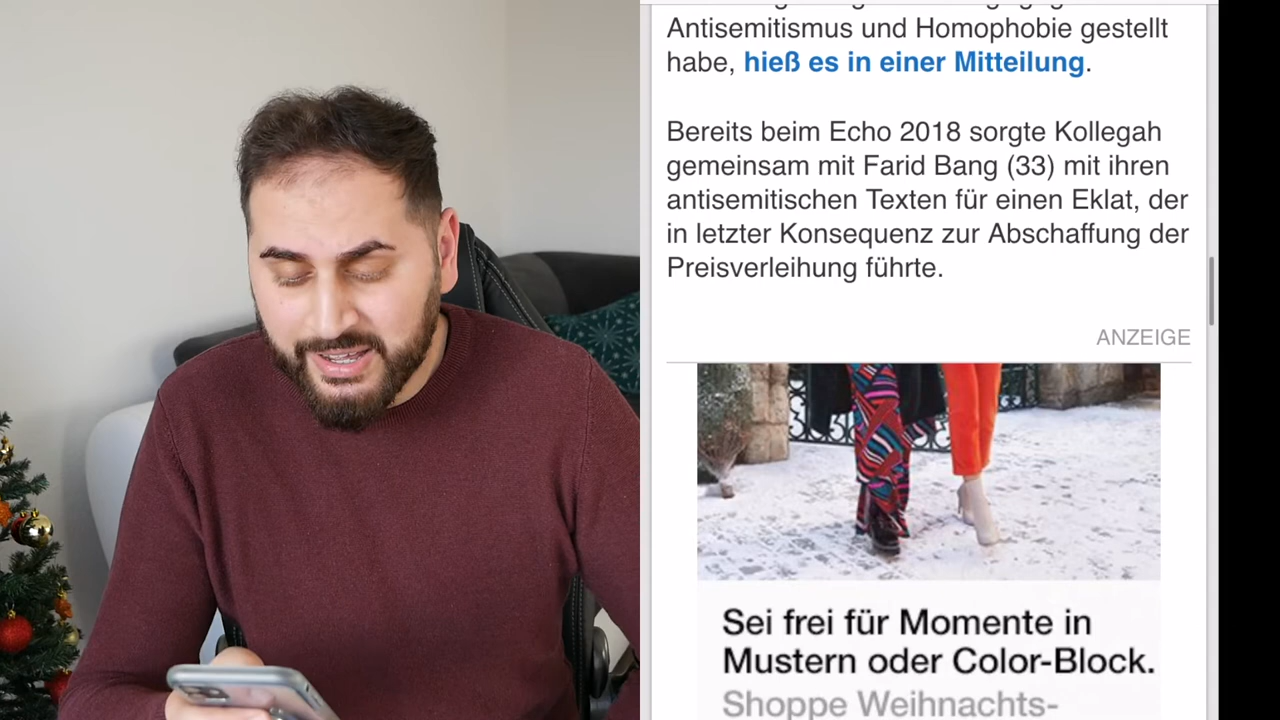 Antisemitismus und Homophobie gestellt
habe, hieß es in einer Mitteilung.
Bereits beim Echo 2018 sorgte Kollegah
gemeinsam mit Farid Bang (33) mit ihren
antisemitischen Texten für einen Eklat, der
in letzter Konsequenz zur Abschaffung der
Preisverleihung führte.
ANZEIGE
Sei frei für Momente in
Mustern oder Color-Block.
Shoppe Weihnachts-